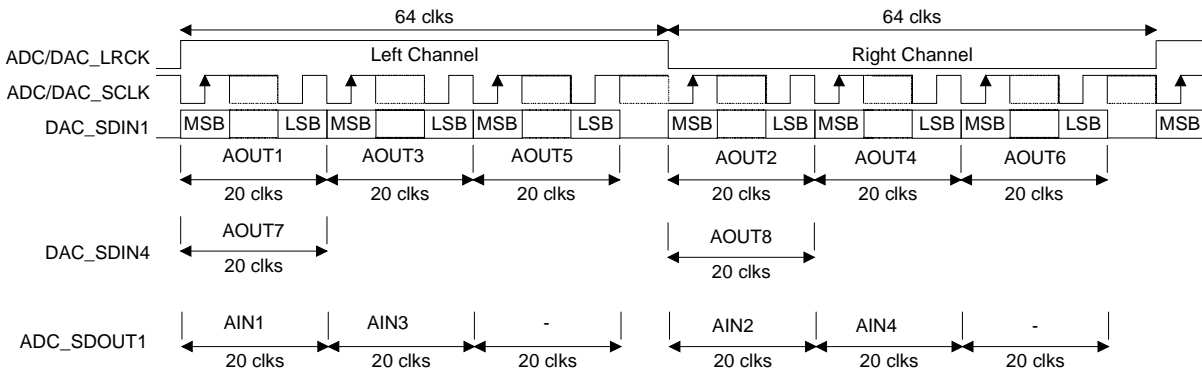 64 clks 64 clks
ADC/DAC_LRCK Left Channel Right Channel
ADC/DAC_SCLK
DAC_SDIN1 MSB LSB MSB LSB MSB LSB MSB LSB MSB LSB MSB LSB MSB
AOUT1 AOUT3 AOUT5 AOUT2 AOUT4 AOUT6
20 clks 20 clks 20 clks 20 clks 20 clks 20 clks
DAC_SDIN4 AOUT7 AOUT8
20 clks 20 clks
ADC_SDOUT1 AIN1 AIN3 - AIN2 AIN4 -
20 clks 20 clks 20 clks 20 clks 20 clks 20 clks